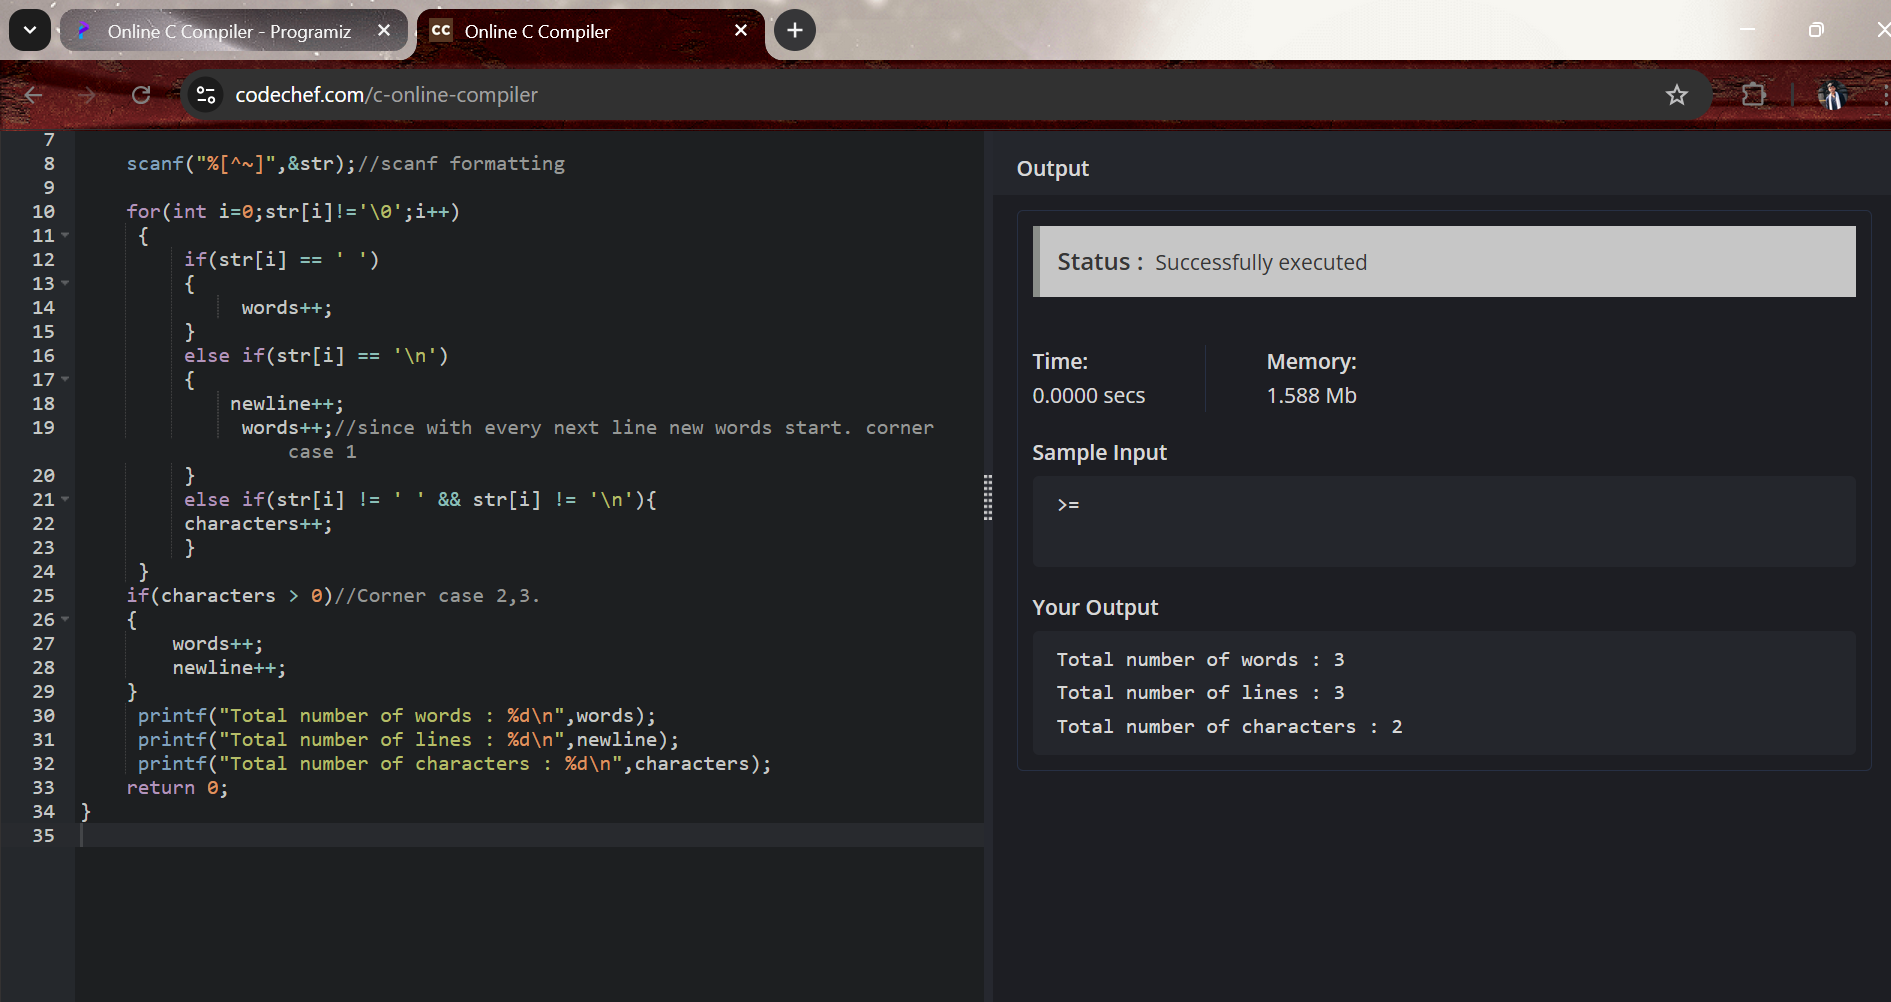 Online C Compiler - Programiz
CC Online C Compiler
codechef.com/c-online-compiler
7
8 scanf("%[^~]",&str);//scanf formatting
9
10 for(int i=0;str[i]!='\0';i++)
11 {
12 if(str[i] == ' ')
13 {
14 words++;
15 }
16 else if(str[i] == '\n')
17 {
18 newline++;
19 words++;//since with every next line new words start. corner
case 1
20 }
21 else if(str[i] != ' ' && str[i] != '\n'){
22 characters++;
23 }
24 }
25 if(characters > 0)//Corner case 2,3.
26 {
27 words++;
28 newline++;
29 }
30 printf("Total number of words : %d\n",words);
31 printf("Total number of lines : %d\n",newline);
32 printf("Total number of characters : %d\n",characters);
33 return 0;
34 }
35
Output
Status : Successfully executed
Time:
0.0000 secs
Memory:
1.588 Mb
Sample Input
>=
Your Output
Total number of words : 3
Total number of lines : 3
Total number of characters : 2